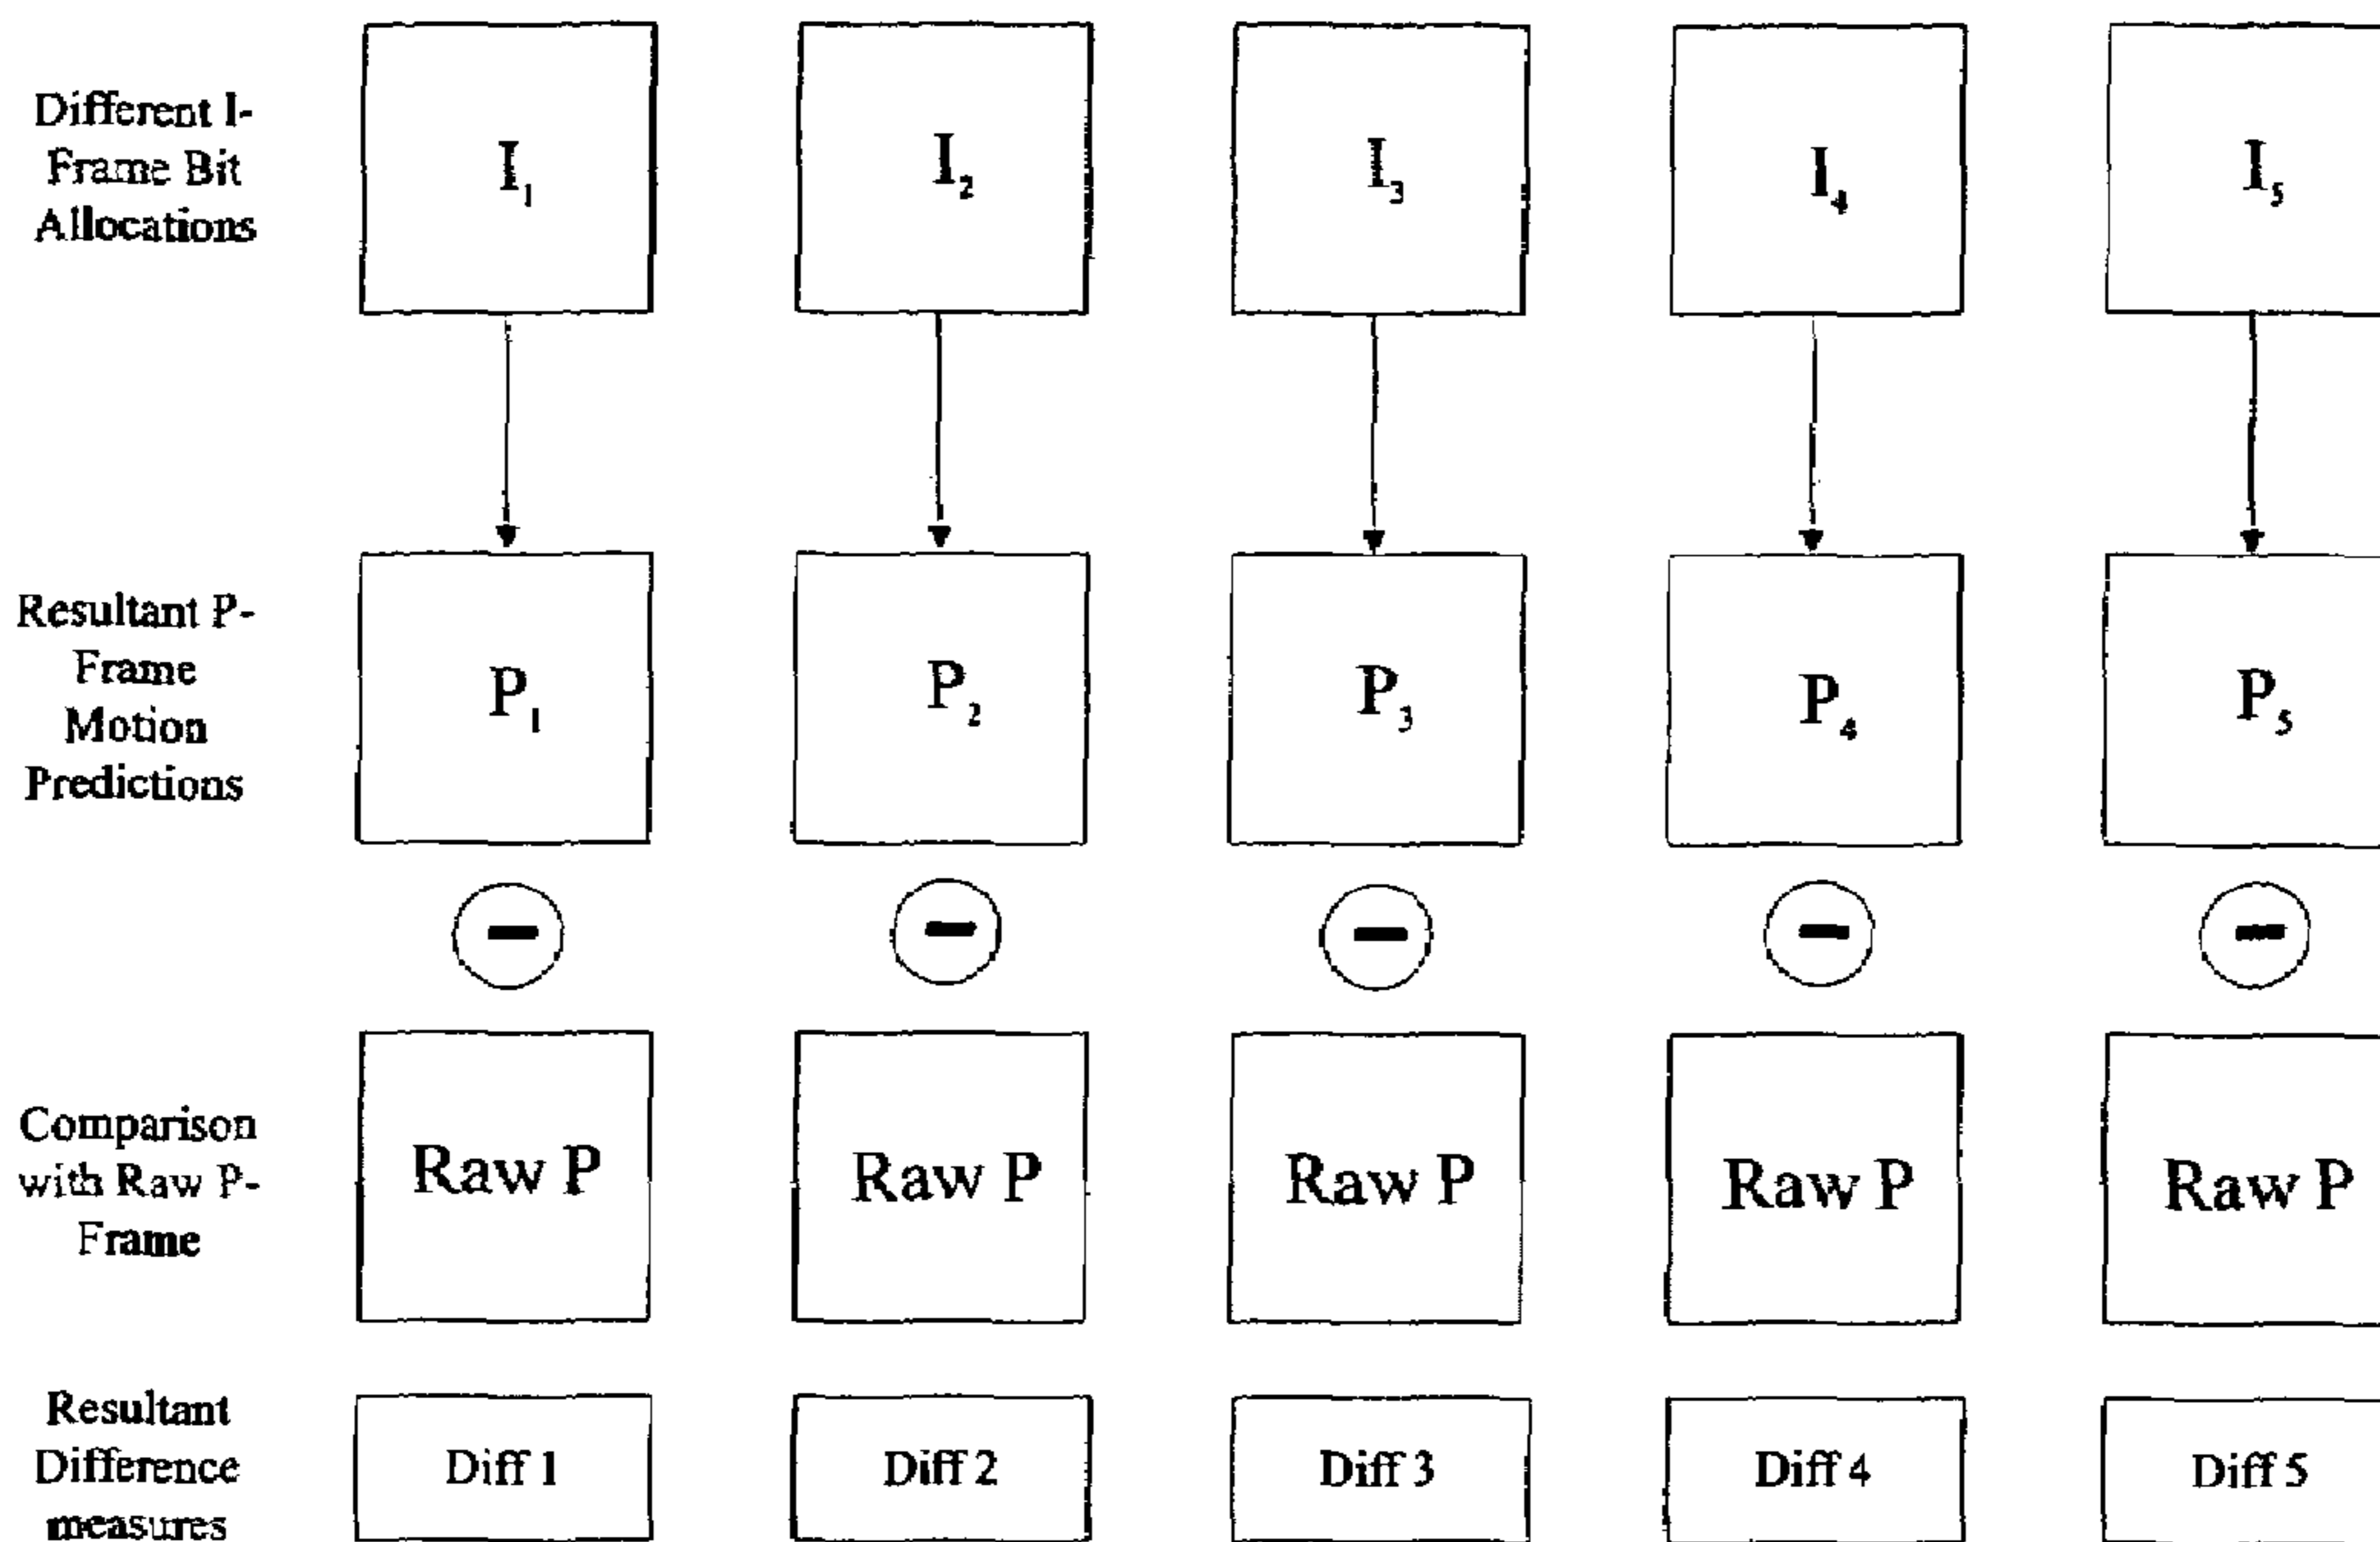 Different I-
Frame Bit
Allocations
I₁
I₂
I₃
I₄
I₅
Resultant P-
Frame
Motion
Predictions
P₁
P₂
P₃
P₄
P₅
Comparison
with Raw P-
Frame
Raw P
Raw P
Raw P
Raw P
Raw P
Resultant
Difference
measures
Diff 1
Diff 2
Diff 3
Diff 4
Diff 5